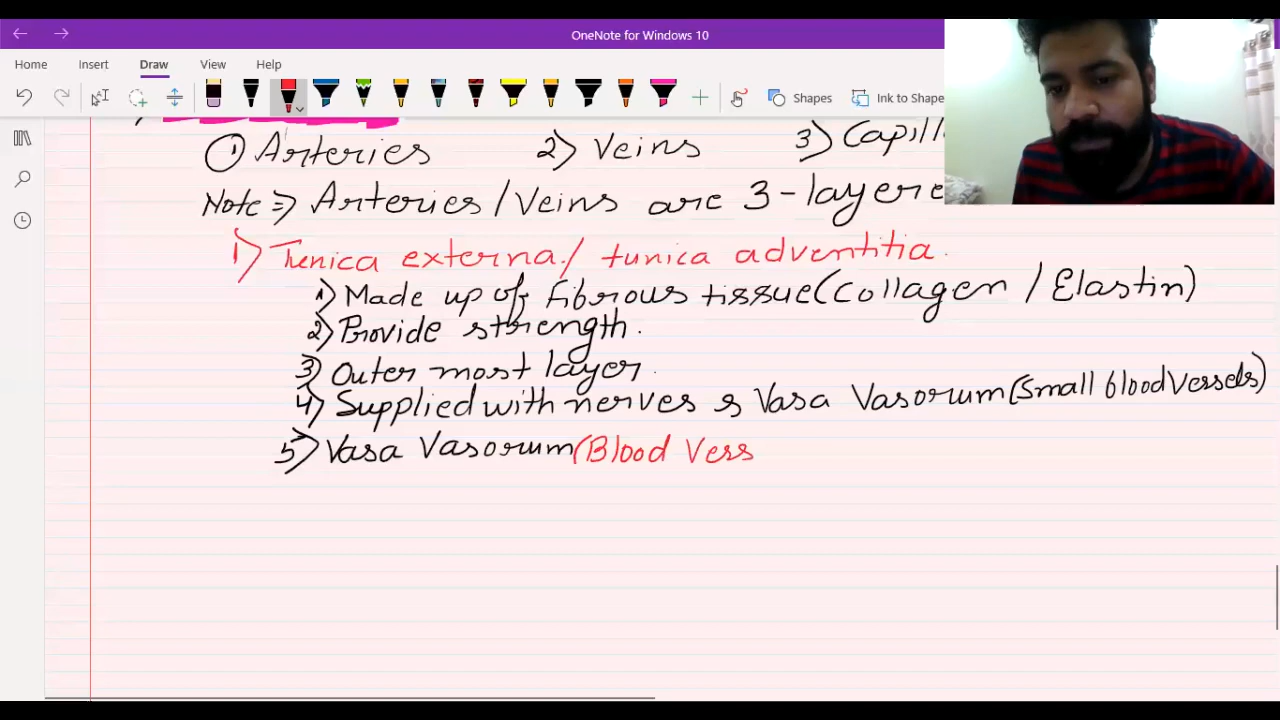 OneNote for Windows 10
Home Insert Draw View Help
Shapes Ink to Shape
① Arteries 2) Veins 3) Capill
Note => Arteries / Veins are 3-layere
1) Tunica externa / tunica adventitia.
1) Made up of fibrous tissue (Collagen / Elastin)
2) Provide strength.
3) Outer most layer.
4) Supplied with nerves & Vasa Vasorum (Small blood Vessels)
5) Vasa Vasorum (Blood Vess